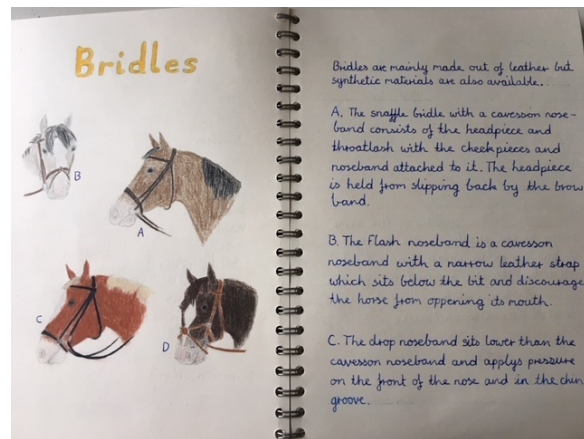 Bridles
B
A
C
D
Bridles are mainly made out of leather but
synthetic materials are also available.
A. The snaffle bridle with a cavesson nose-
band consists of the headpiece and
throatlash with the cheekpieces and
noseband attached to it. The headpiece
is held from slipping back by the brow
band.
B. The Flash noseband is a cavesson
noseband with a narrow leather strap
which sits below the bit and discourage
the horse from oppening its mouth.
C. The drop noseband sits lower than the
cavesson noseband and applys pressure
on the front of the nose and in the chin
groove.